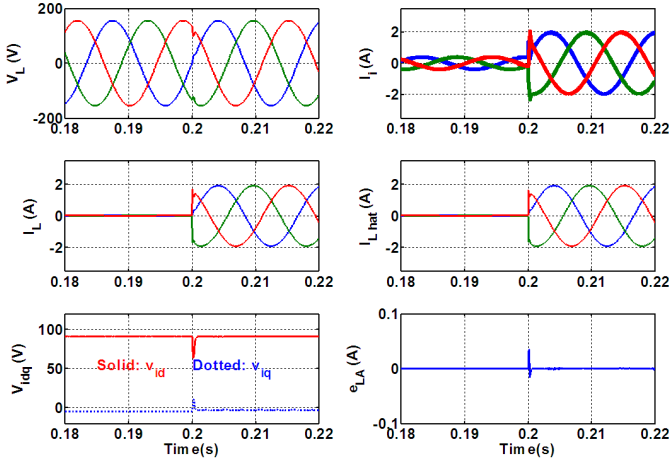 V_L (V)
200
0
-200
0.18 0.19 0.2 0.21 0.22
I_i (A)
2
0
-2
0.18 0.19 0.2 0.21 0.22
I_L (A)
2
0
-2
0.18 0.19 0.2 0.21 0.22
I_L hat (A)
2
0
-2
0.18 0.19 0.2 0.21 0.22
V_idq (V)
100
50
0
Solid: v_id Dotted: v_iq
0.18 0.19 0.2 0.21 0.22
Time(s)
e_LA (A)
0.1
0
-0.1
0.18 0.19 0.2 0.21 0.22
Time(s)